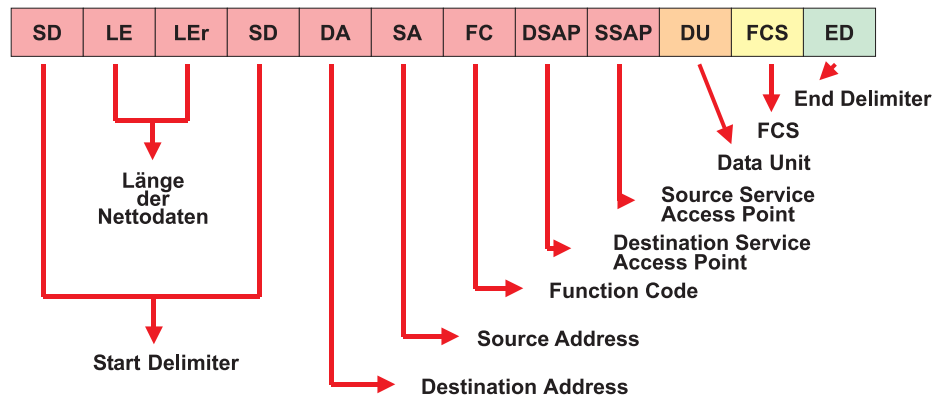 SD LE LEr SD DA SA FC DSAP SSAP DU FCS ED
End Delimiter
FCS
Data Unit
Länge
der
Nettodaten
Source Service
Access Point
Destination Service
Access Point
Function Code
Source Address
Start Delimiter
Destination Address